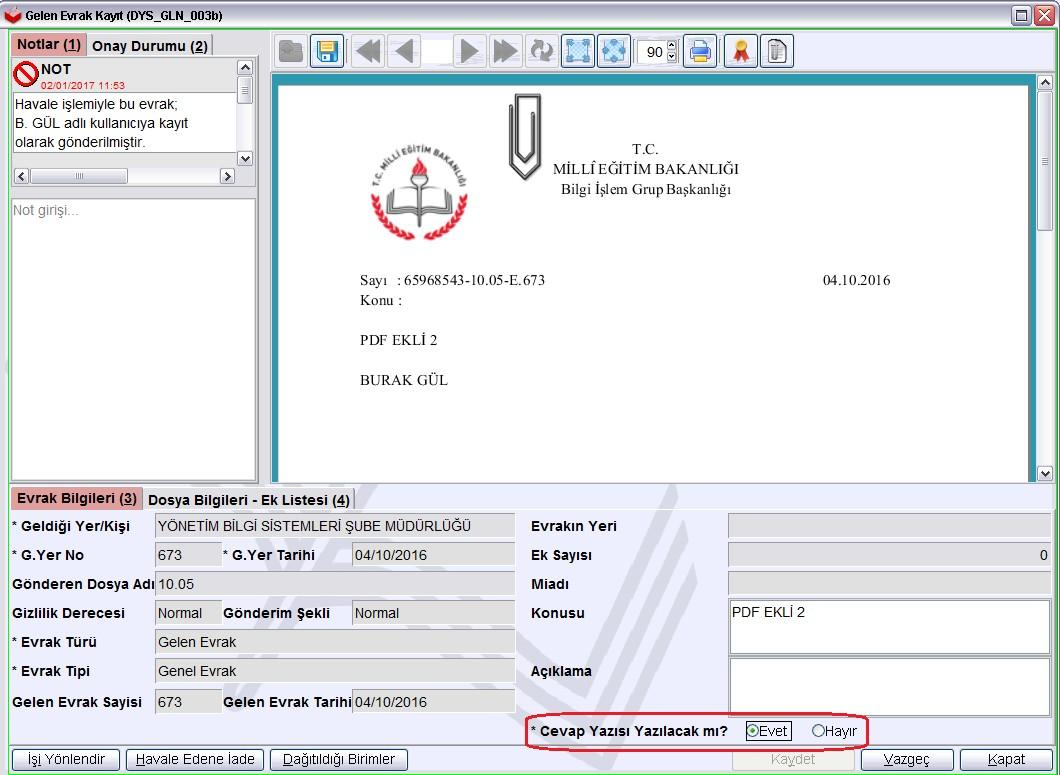 Gelen Evrak Kayıt (DYS_GLN_003b)
Notlar (1) Onay Durumu (2)
90
NOT
02/01/2017 11:53
Havale işlemiyle bu evrak;
B. GÜL adlı kullanıcıya kayıt
olarak gönderilmiştir.
Not girişi...
T.C. MİLLİ EĞİTİM BAKANLIĞI
T.C.
MİLLÎ EĞİTİM BAKANLIĞI
Bilgi İşlem Grup Başkanlığı
Sayı : 65968543-10.05-E.673 04.10.2016
Konu :
PDF EKLİ 2
BURAK GÜL
Evrak Bilgileri (3) Dosya Bilgileri - Ek Listesi (4)
* Geldiği Yer/Kişi YÖNETİM BİLGİ SİSTEMLERİ ŞUBE MÜDÜRLÜĞÜ Evrakın Yeri
* G.Yer No 673 * G.Yer Tarihi 04/10/2016 Ek Sayısı 0
Gönderen Dosya Adı 10.05 Miadı
Gizlilik Derecesi Normal Gönderim Şekli Normal Konusu PDF EKLİ 2
* Evrak Türü Gelen Evrak
* Evrak Tipi Genel Evrak Açıklama
Gelen Evrak Sayisi 673 Gelen Evrak Tarihi 04/10/2016
* Cevap Yazısı Yazılacak mı? Evet Hayır
İşi Yönlendir Havale Edene İade Dağıtıldığı Birimler Kaydet Vazgeç Kapat